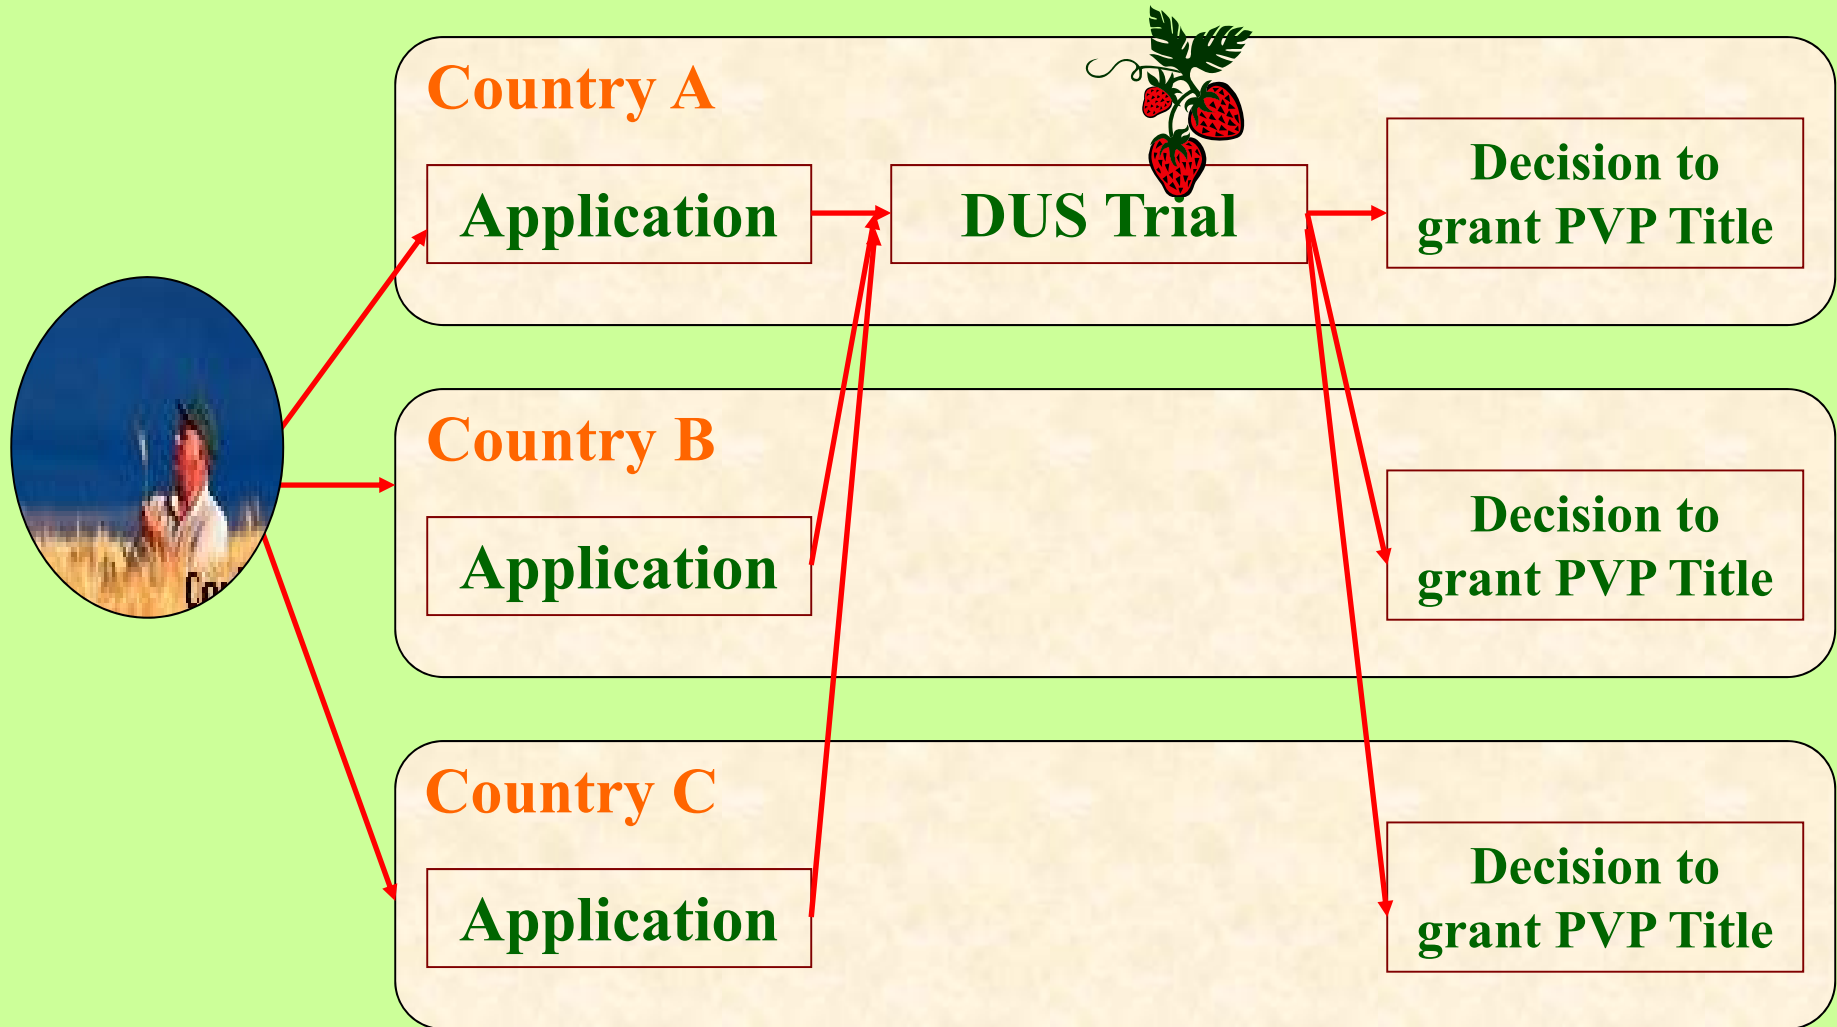 Country A
Application
DUS Trial
Decision to
grant PVP Title
Country B
Application
Decision to
grant PVP Title
Country C
Application
Decision to
grant PVP Title